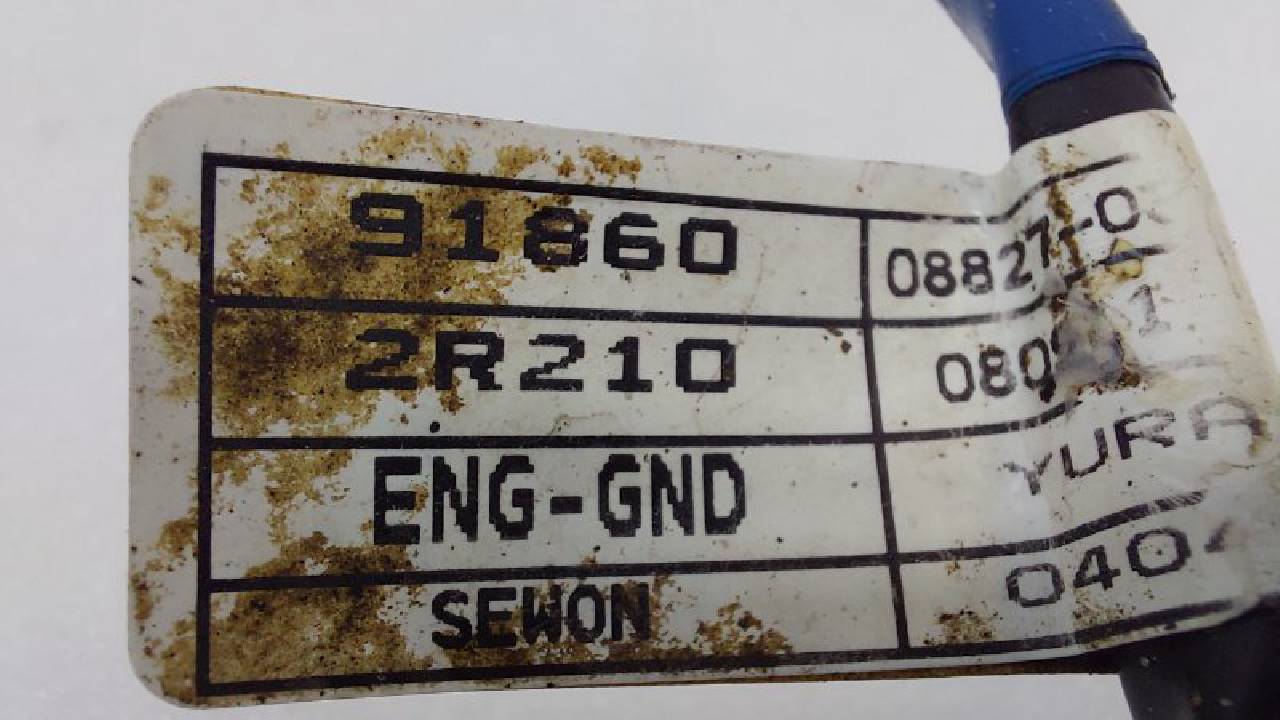 91860
2R210
ENG-GND
SEWON
08827-0
YURA
040